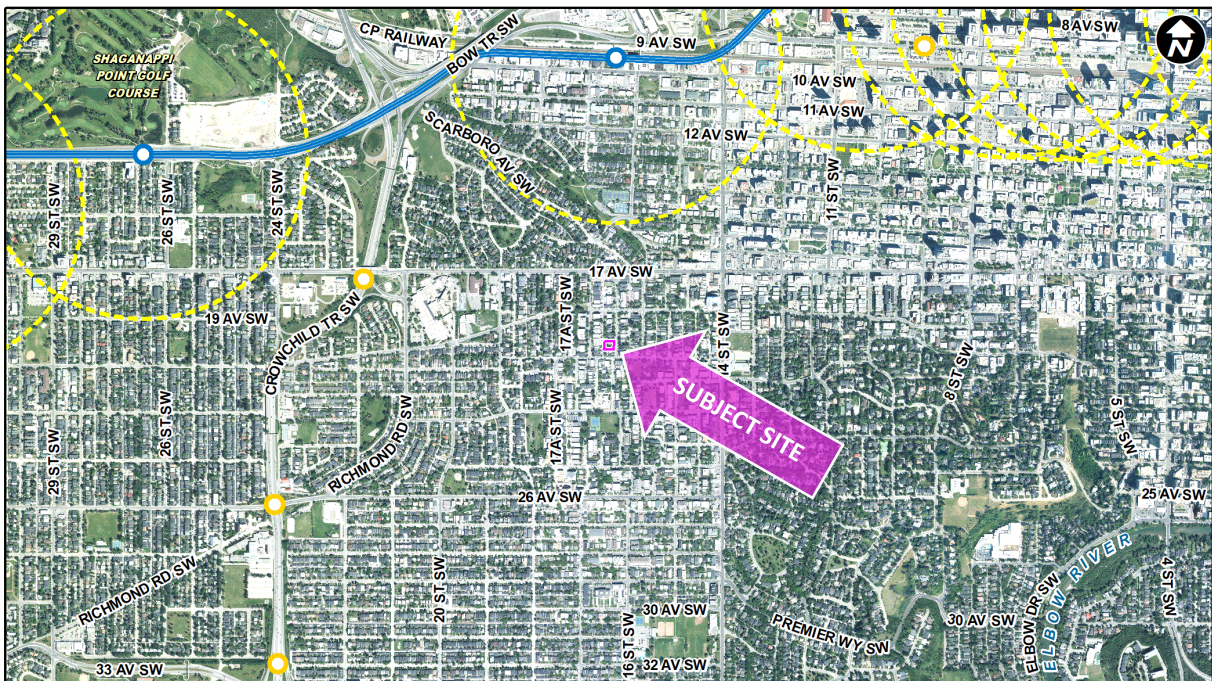 CP RAILWAY
BOW TR SW
9 AV SW
8 AV SW
N
SHAGANAPPI
POINT GOLF
COURSE
10 AV SW
11 AV SW
12 AV SW
SCARBORO AV SW
29 ST SW
26 ST SW
24 ST SW
11 ST SW
17 AV SW
19 AV SW
CROWCHILD TR SW
17A ST SW
4 ST SW
8 ST SW
SUBJECT SITE
29 ST SW
26 ST SW
RICHMOND RD SW
17A ST SW
5 ST SW
26 AV SW
25 AV SW
RICHMOND RD SW
20 ST SW
30 AV SW
PREMIER WY SW
30 AV SW
ELBOW DR SW
ELBOW RIVER
4 ST SW
33 AV SW
16 ST SW
32 AV SW